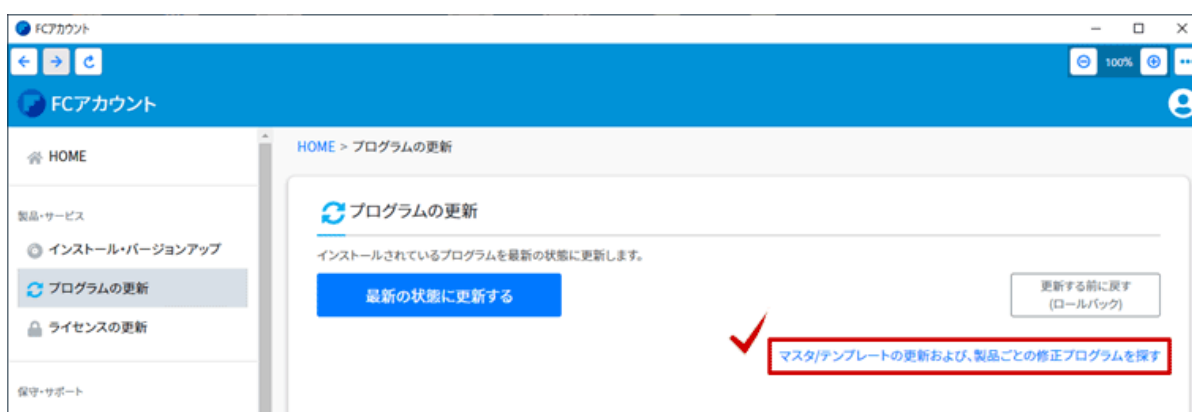 FCアカウント
100%
FCアカウント
HOME
HOME > プログラムの更新
製品・サービス
インストール・バージョンアップ
プログラムの更新
ライセンスの更新
保守・サポート
プログラムの更新
インストールされているプログラムを最新の状態に更新します。
最新の状態に更新する
更新する前に戻す
(ロールバック)
マスタ/テンプレートの更新および、製品ごとの修正プログラムを探す